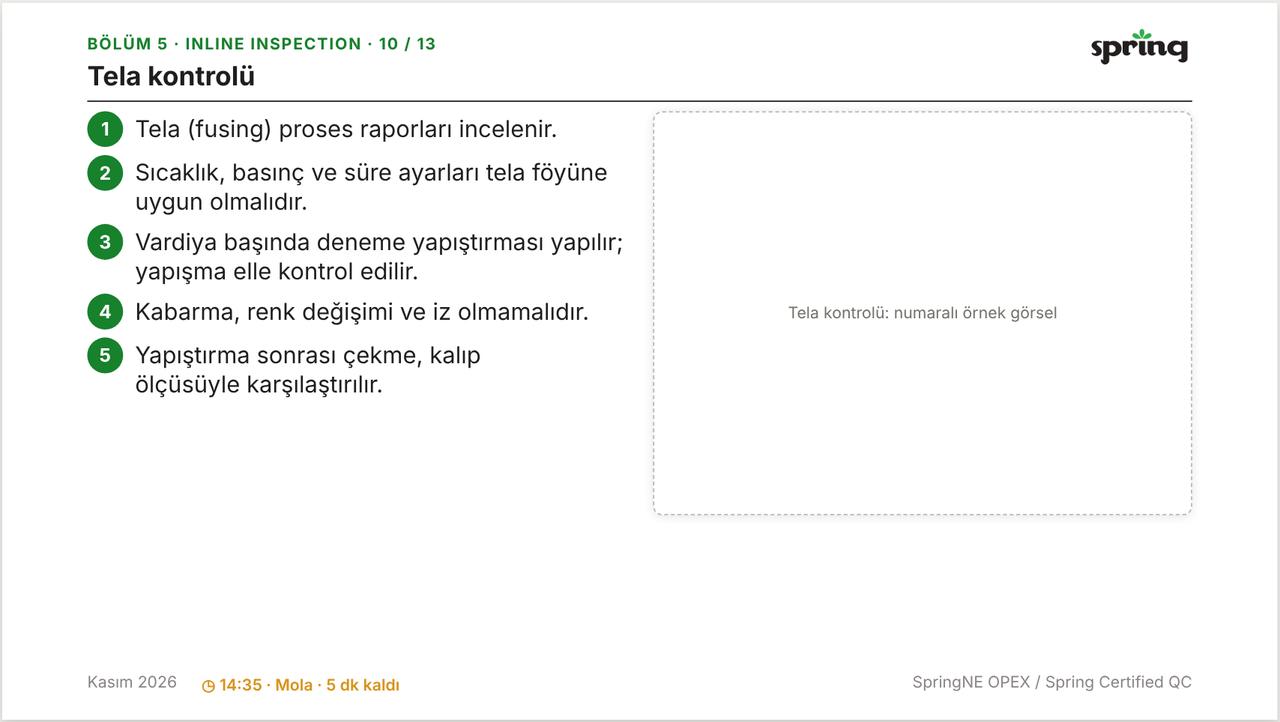 BÖLÜM 5 · INLINE INSPECTION · 10 / 13
spring
Tela kontrolü
1 Tela (fusing) proses raporları incelenir.
2 Sıcaklık, basınç ve süre ayarları tela föyüne
uygun olmalıdır.
3 Vardiya başında deneme yapıştırması yapılır;
yapışma elle kontrol edilir.
4 Kabarma, renk değişimi ve iz olmamalıdır.
5 Yapıştırma sonrası çekme, kalıp
ölçüsüyle karşılaştırılır.
Tela kontrolü: numaralı örnek görsel
Kasım 2026
◷ 14:35 · Mola · 5 dk kaldı
SpringNE OPEX / Spring Certified QC